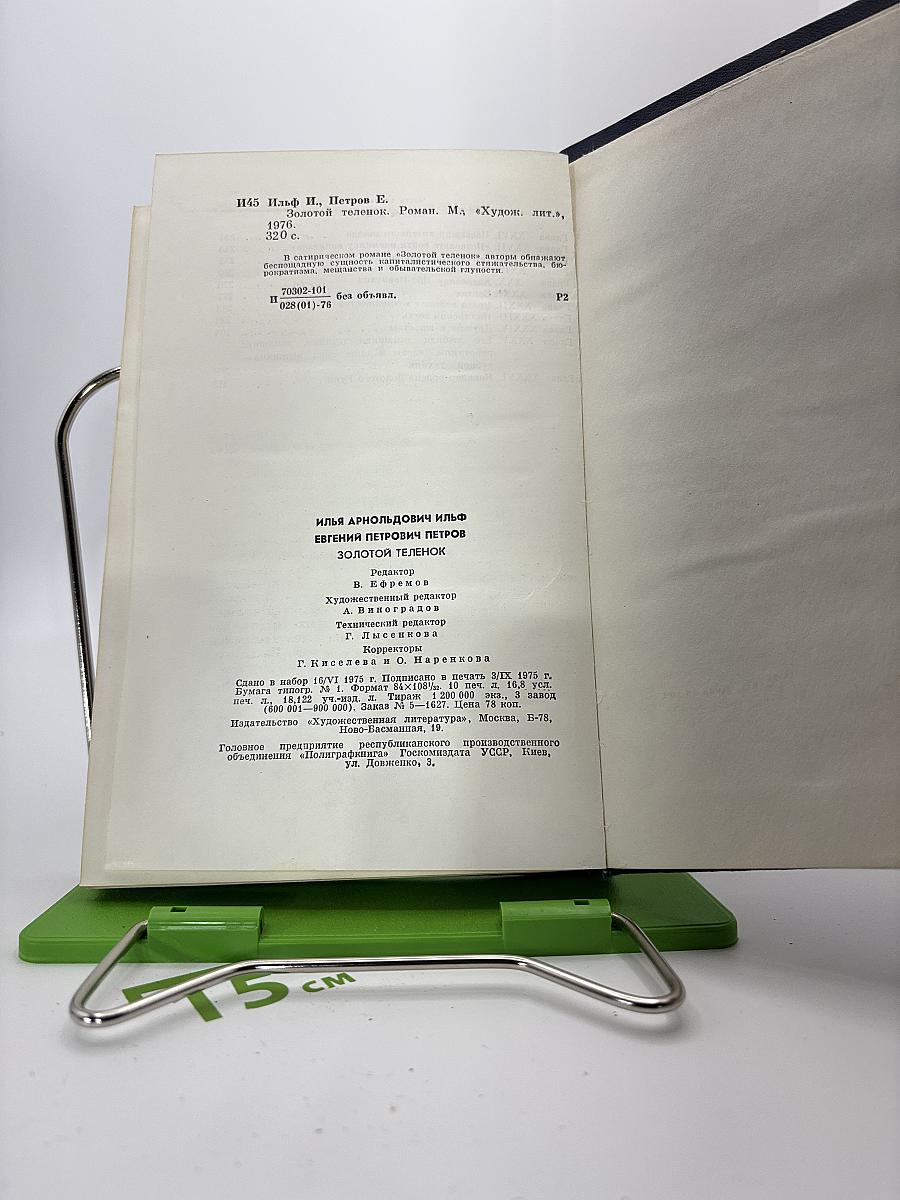 И45 Ильф И., Петров Е.
Золотой теленок. Роман. М., «Худож. лит.»,
1976.
320 с.
В сатирическом романе «Золотой теленок» авторы обнажают
беспощадную сущность капиталистического стяжательства, бю-
рократизма, мещанства и обывательской глупости.
И 70302-101 без объявл. Р2
028(01)-76
ИЛЬЯ АРНОЛЬДОВИЧ ИЛЬФ
ЕВГЕНИЙ ПЕТРОВИЧ ПЕТРОВ
ЗОЛОТОЙ ТЕЛЕНОК
Редактор
В. Ефремов
Художественный редактор
А. Виноградов
Технический редактор
Г. Лысенкова
Корректоры
Г. Киселева и О. Наренкова
Сдано в набор 16/VI 1975 г. Подписано в печать 3/IX 1975 г.
Бумага типогр. № 1. Формат 84×108¹/₃₂. 10 печ. л. 16,8 усл.
печ. л., 18,122 уч.-изд. л. Тираж 1 200 000 экз., 3 завод
(600 001—900 000). Заказ № 5—1627. Цена 78 коп.
Издательство «Художественная литература», Москва, Б-78,
Ново-Басманная, 19.
Головное предприятие республиканского производственного
объединения «Полиграфкнига» Госкомиздата УССР, Киев,
ул. Довженко, 3.
15 см